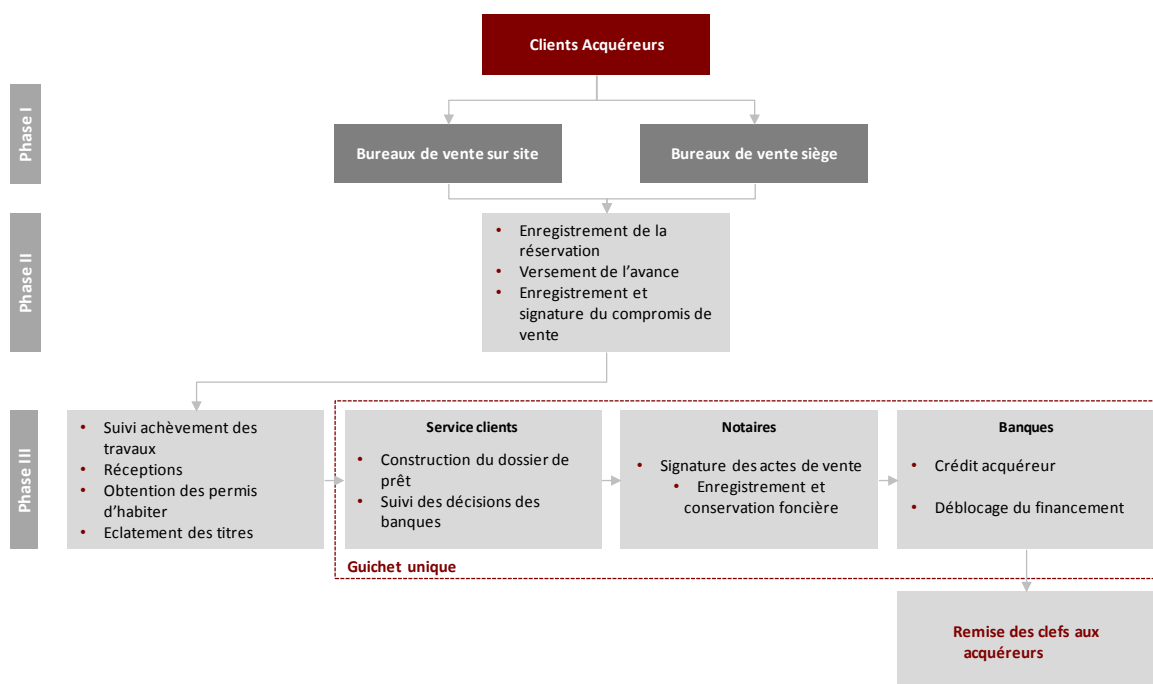 Clients Acquéreurs
Phase I
Bureaux de vente sur site
Bureaux de vente siège
Phase II
• Enregistrement de la
réservation
• Versement de l’avance
• Enregistrement et
signature du compromis de
vente
Phase III
• Suivi achèvement des
travaux
• Réceptions
• Obtention des permis
d’habiter
• Eclatement des titres
Service clients
• Construction du dossier de
prêt
• Suivi des décisions des
banques
Notaires
• Signature des actes de vente
• Enregistrement et
conservation foncière
Banques
• Crédit acquéreur
• Déblocage du financement
Guichet unique
Remise des clefs aux
acquéreurs